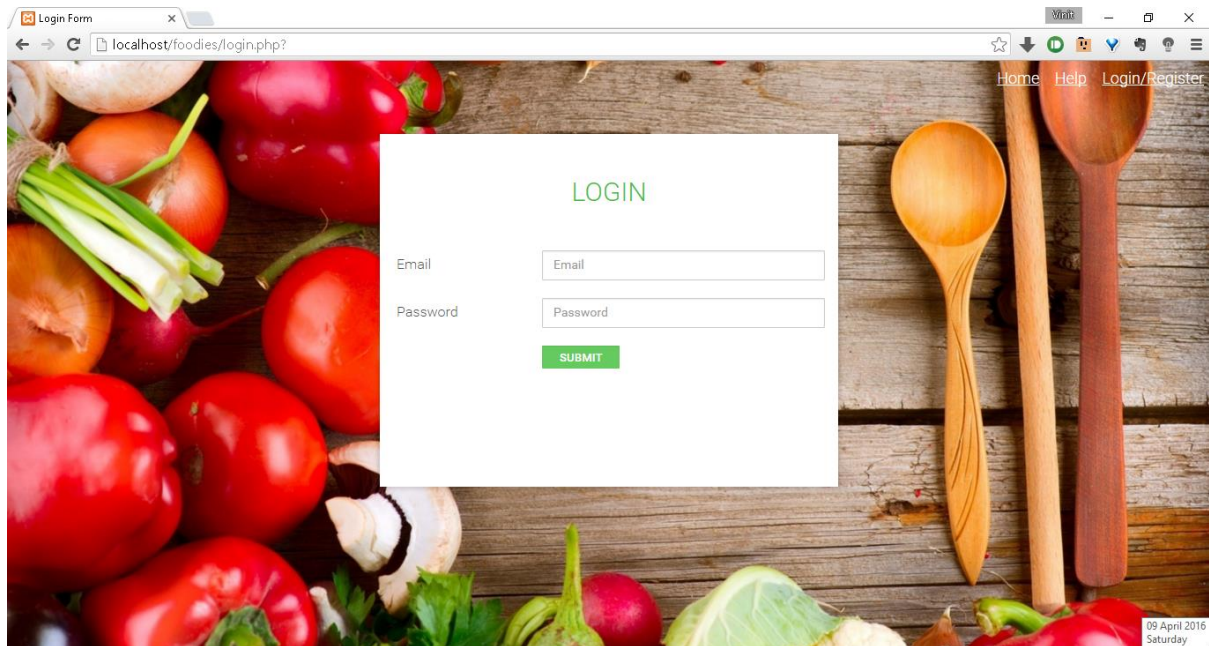 Login Form
Vinit
localhost/foodies/login.php?
Home Help Login/Register
LOGIN
Email Email
Password Password
SUBMIT
09 April 2016
Saturday